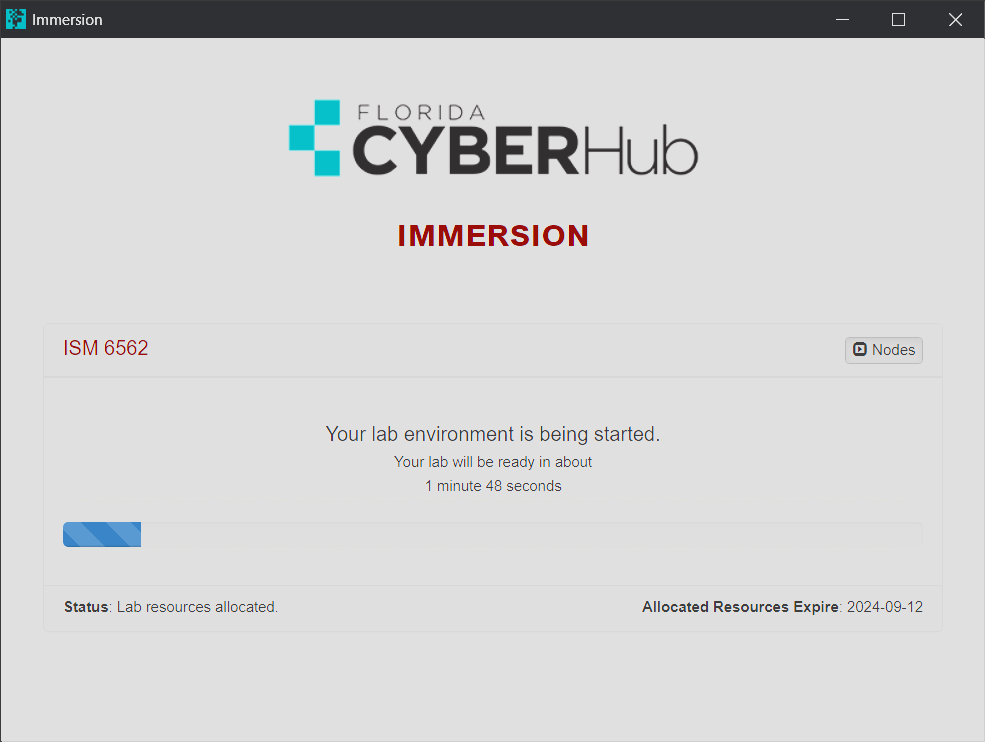 Immersion
FLORIDA
CYBERHub
IMMERSION
ISM 6562
Nodes
Your lab environment is being started.
Your lab will be ready in about
1 minute 48 seconds
Status: Lab resources allocated.
Allocated Resources Expire: 2024-09-12